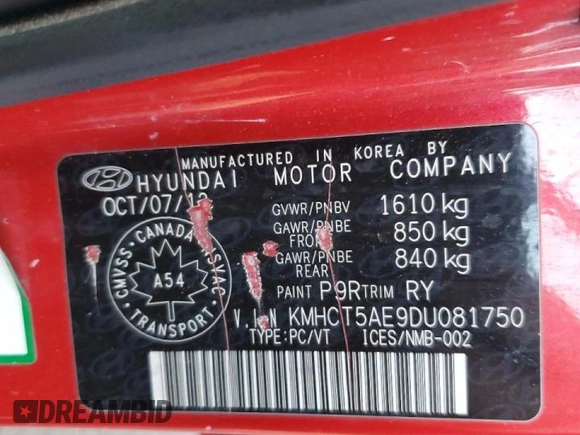 MANUFACTURED IN KOREA BY
HYUNDAI MOTOR COMPANY
OCT/07/12
GVWR/PNBV 1610 kg
GAWR/PNBE FRONT 850 kg
GAWR/PNBE REAR 840 kg
CANADA
CMVSS NSVAC
A54
TRANSPORT
PAINT P9R TRIM RY
V.I.N KMHCT5AE9DU081750
TYPE:PC/VT ICES/NMB-002
DREAMBID